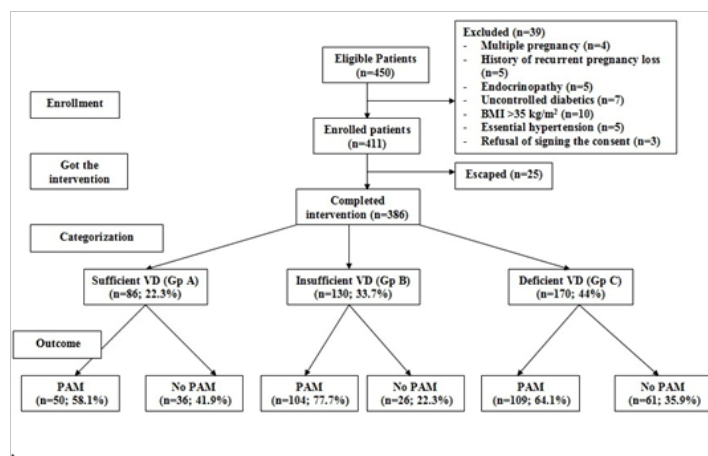 Excluded (n=39)
- Multiple pregnancy (n=4)
- History of recurrent pregnancy loss
(n=5)
- Endocrinopathy (n=5)
- Uncontrolled diabetics (n=7)
- BMI >35 kg/m² (n=10)
- Essential hypertension (n=5)
- Refusal of signing the consent (n=3)
Eligible Patients
(n=450)
Enrollment
Enrolled patients
(n=411)
Got the
intervention
Escaped (n=25)
Completed
intervention (n=386)
Categorization
Sufficient VD (Gp A)
(n=86; 22.3%)
Insufficient VD (Gp B)
(n=130; 33.7%)
Deficient VD (Gp C)
(n=170; 44%)
Outcome
PAM
(n=50; 58.1%)
No PAM
(n=36; 41.9%)
PAM
(n=104; 77.7%)
No PAM
(n=26; 22.3%)
PAM
(n=109; 64.1%)
No PAM
(n=61; 35.9%)